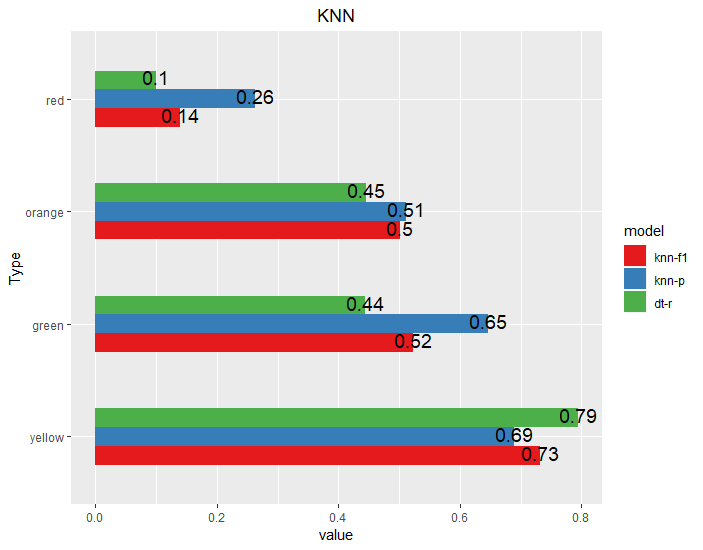 KNN
red
0.1
0.26
0.14
orange
0.45
0.51
0.5
green
0.44
0.65
0.52
yellow
0.79
0.69
0.73
Type
0.0 0.2 0.4 0.6 0.8
value
model
knn-f1
knn-p
dt-r